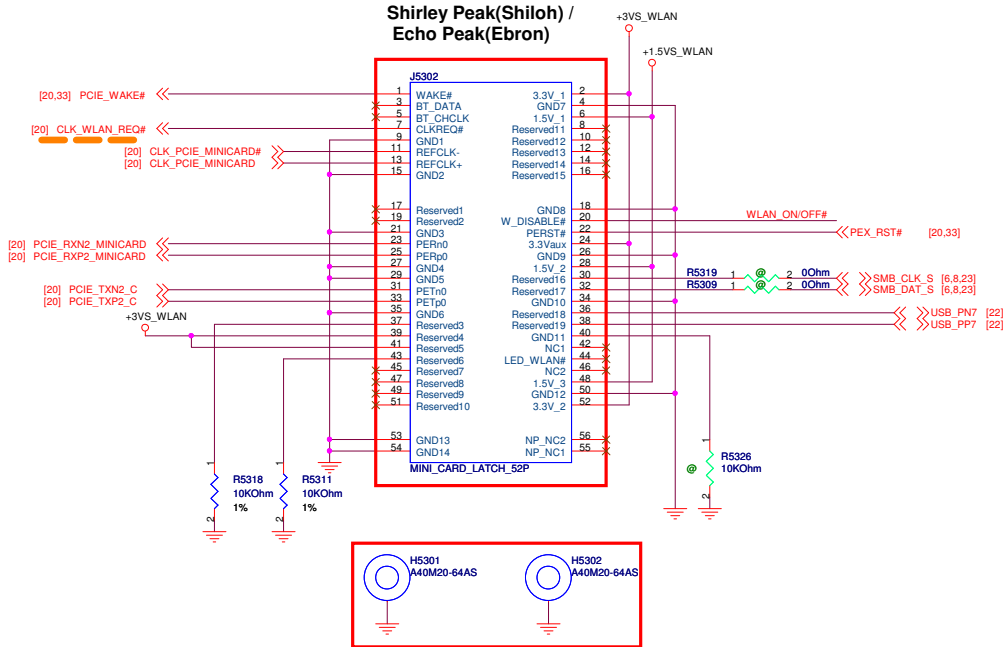 Shirley Peak(Shiloh) /
Echo Peak(Ebron)
+3VS_WLAN
+1.5VS_WLAN
J5302
[20,33] PCIE_WAKE# 1 WAKE# 3.3V_1 2
3 BT_DATA GND7 4
5 BT_CHCLK 1.5V_1 6
[20] CLK_WLAN_REQ# 7 CLKREQ# Reserved11 8
9 GND1 Reserved12 10
[20] CLK_PCIE_MINICARD# 11 REFCLK- Reserved13 12
[20] CLK_PCIE_MINICARD 13 REFCLK+ Reserved14 14
15 GND2 Reserved15 16
17 Reserved1 GND8 18
19 Reserved2 W_DISABLE# 20 WLAN_ON/OFF#
21 GND3 PERST# 22 PEX_RST# [20,33]
[20] PCIE_RXN2_MINICARD 23 PERn0 3.3Vaux 24
[20] PCIE_RXP2_MINICARD 25 PERp0 GND9 26
27 GND4 1.5V_2 28
29 GND5 Reserved16 30 R5319 1 @ 2 0Ohm SMB_CLK_S [6,8,23]
[20] PCIE_TXN2_C 31 PETn0 Reserved17 32 R5309 1 @ 2 0Ohm SMB_DAT_S [6,8,23]
[20] PCIE_TXP2_C 33 PETp0 GND10 34
35 GND6 Reserved18 36 USB_PN7 [22]
+3VS_WLAN
37 Reserved3 Reserved19 38 USB_PP7 [22]
39 Reserved4 GND11 40
41 Reserved5 NC1 42
43 Reserved6 LED_WLAN# 44
45 Reserved7 NC2 46
47 Reserved8 1.5V_3 48
49 Reserved9 GND12 50
51 Reserved10 3.3V_2 52
53 GND13 NP_NC2 56
54 GND14 NP_NC1 55
MINI_CARD_LATCH_52P
1 R5318 10KOhm 1% 2
1 R5311 10KOhm 1% 2
1 @ R5326 10KOhm 2
H5301
A40M20-64AS
H5302
A40M20-64AS